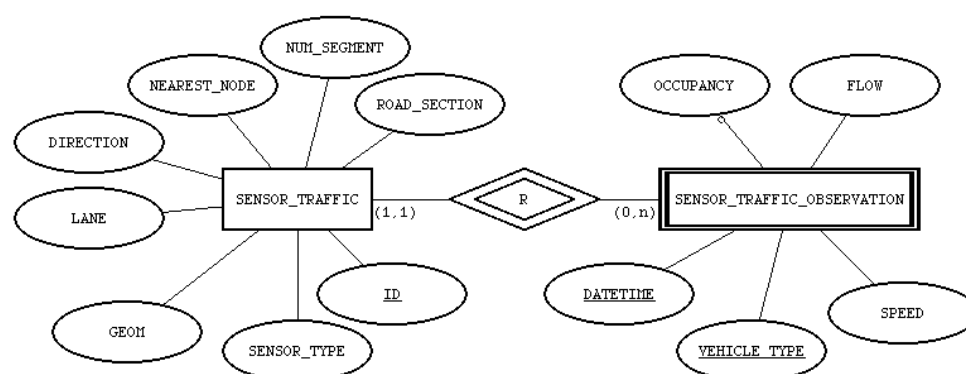 NUM_SEGMENT
NEAREST_NODE
OCCUPANCY
FLOW
ROAD_SECTION
DIRECTION
SENSOR_TRAFFIC
R
SENSOR_TRAFFIC_OBSERVATION
(1,1)
(0,n)
LANE
ID
DATETIME
SPEED
GEOM
SENSOR_TYPE
VEHICLE_TYPE